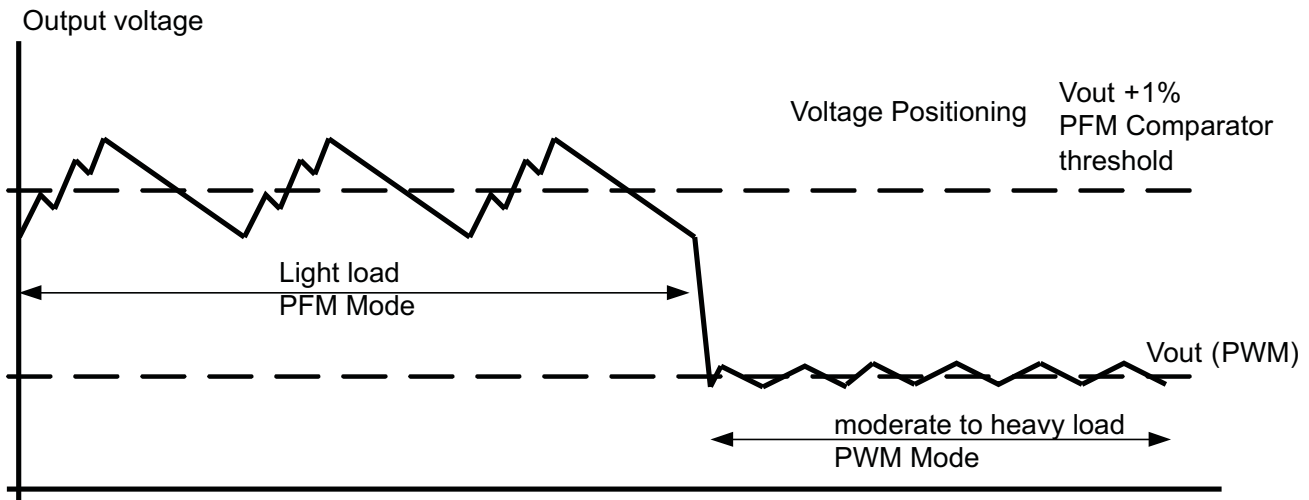 Output voltage
Voltage Positioning
Vout +1%
PFM Comparator
threshold
Light load
PFM Mode
Vout (PWM)
moderate to heavy load
PWM Mode